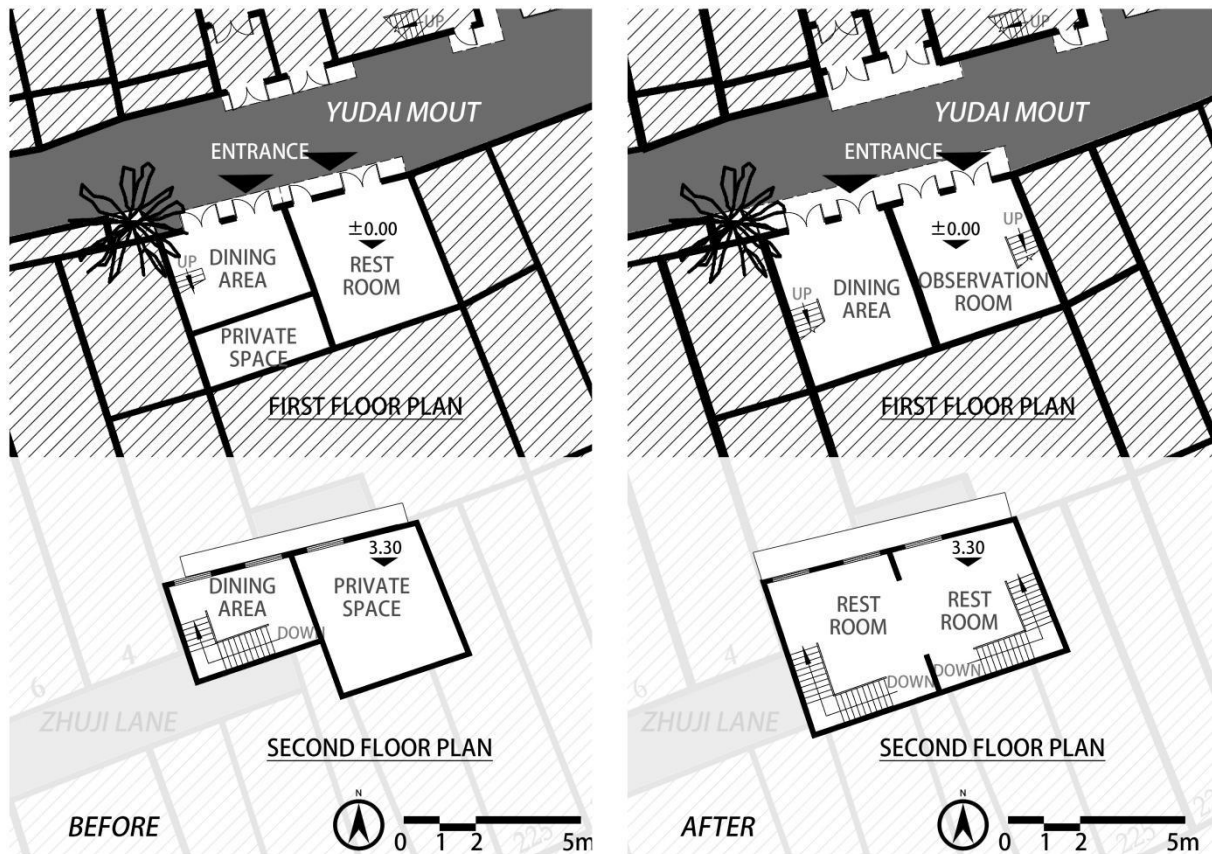 UP
YUDAI MOUT
ENTRANCE
±0.00
UP
DINING
AREA
REST
ROOM
PRIVATE
SPACE
FIRST FLOOR PLAN
3.30
DINING
AREA
PRIVATE
SPACE
DOWN
4
6
ZHUJI LANE
SECOND FLOOR PLAN
BEFORE
N
0 1 2 5m
225
UP
YUDAI MOUT
ENTRANCE
±0.00
UP
UP
DINING
AREA
OBSERVATION
ROOM
FIRST FLOOR PLAN
3.30
REST
ROOM
REST
ROOM
DOWN
DOWN
4
6
ZHUJI LANE
SECOND FLOOR PLAN
AFTER
N
0 1 2 5m
225